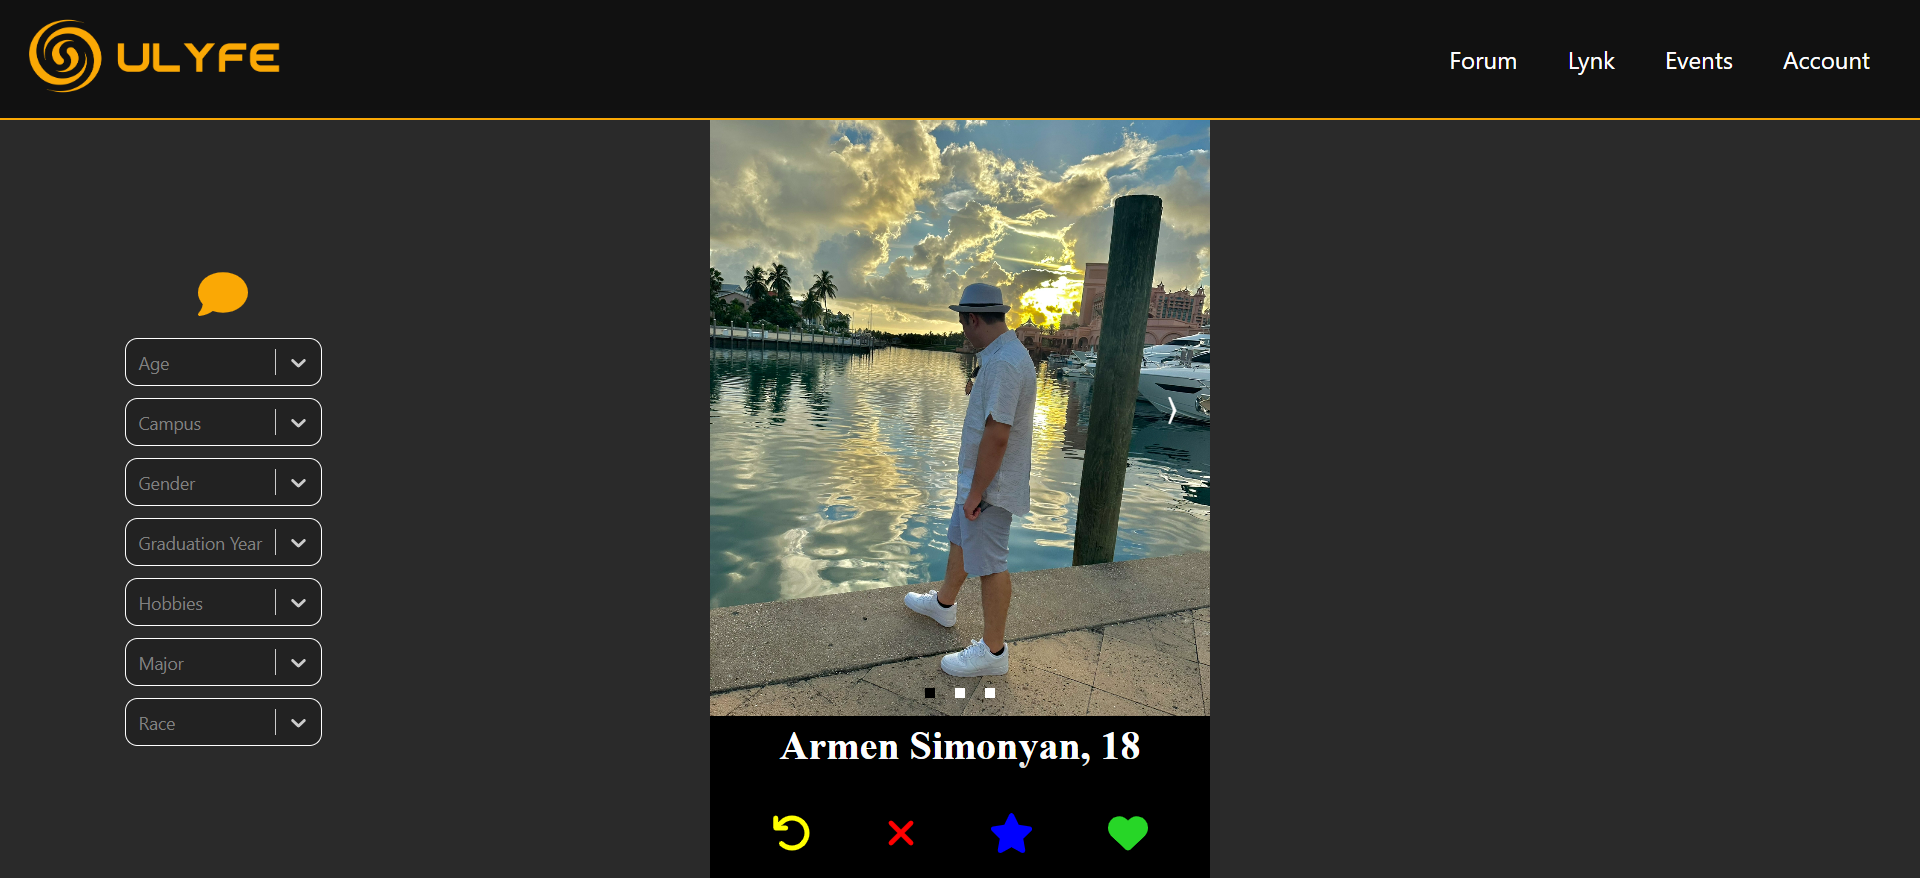 ULYFE
Forum
Lynk
Events
Account
Age
Campus
Gender
Graduation Year
Hobbies
Major
Race
Armen Simonyan, 18